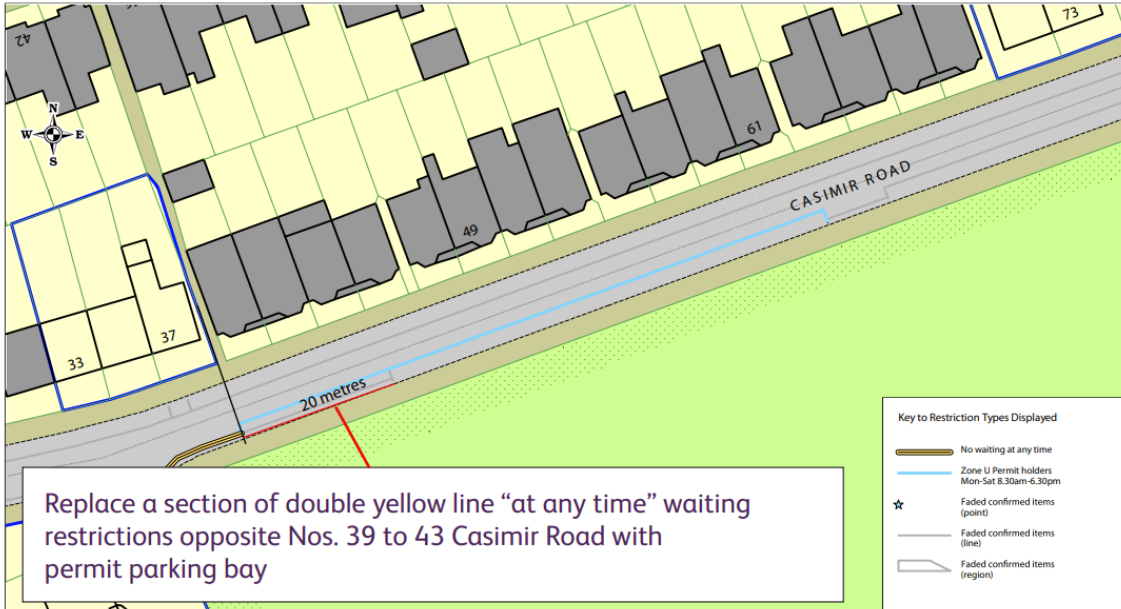 42
73
N
W E
S
61
CASIMIR ROAD
49
37
33
20 metres
Key to Restriction Types Displayed
No waiting at any time
Zone U Permit holders
Mon-Sat 8.30am-6.30pm
Faded confirmed items
(point)
Faded confirmed items
(line)
Faded confirmed items
(region)
Replace a section of double yellow line “at any time” waiting
restrictions opposite Nos. 39 to 43 Casimir Road with
permit parking bay